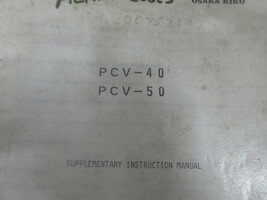 OSAKA KIKO
PCV-40
PCV-50
SUPPLEMENTARY INSTRUCTION MANUAL